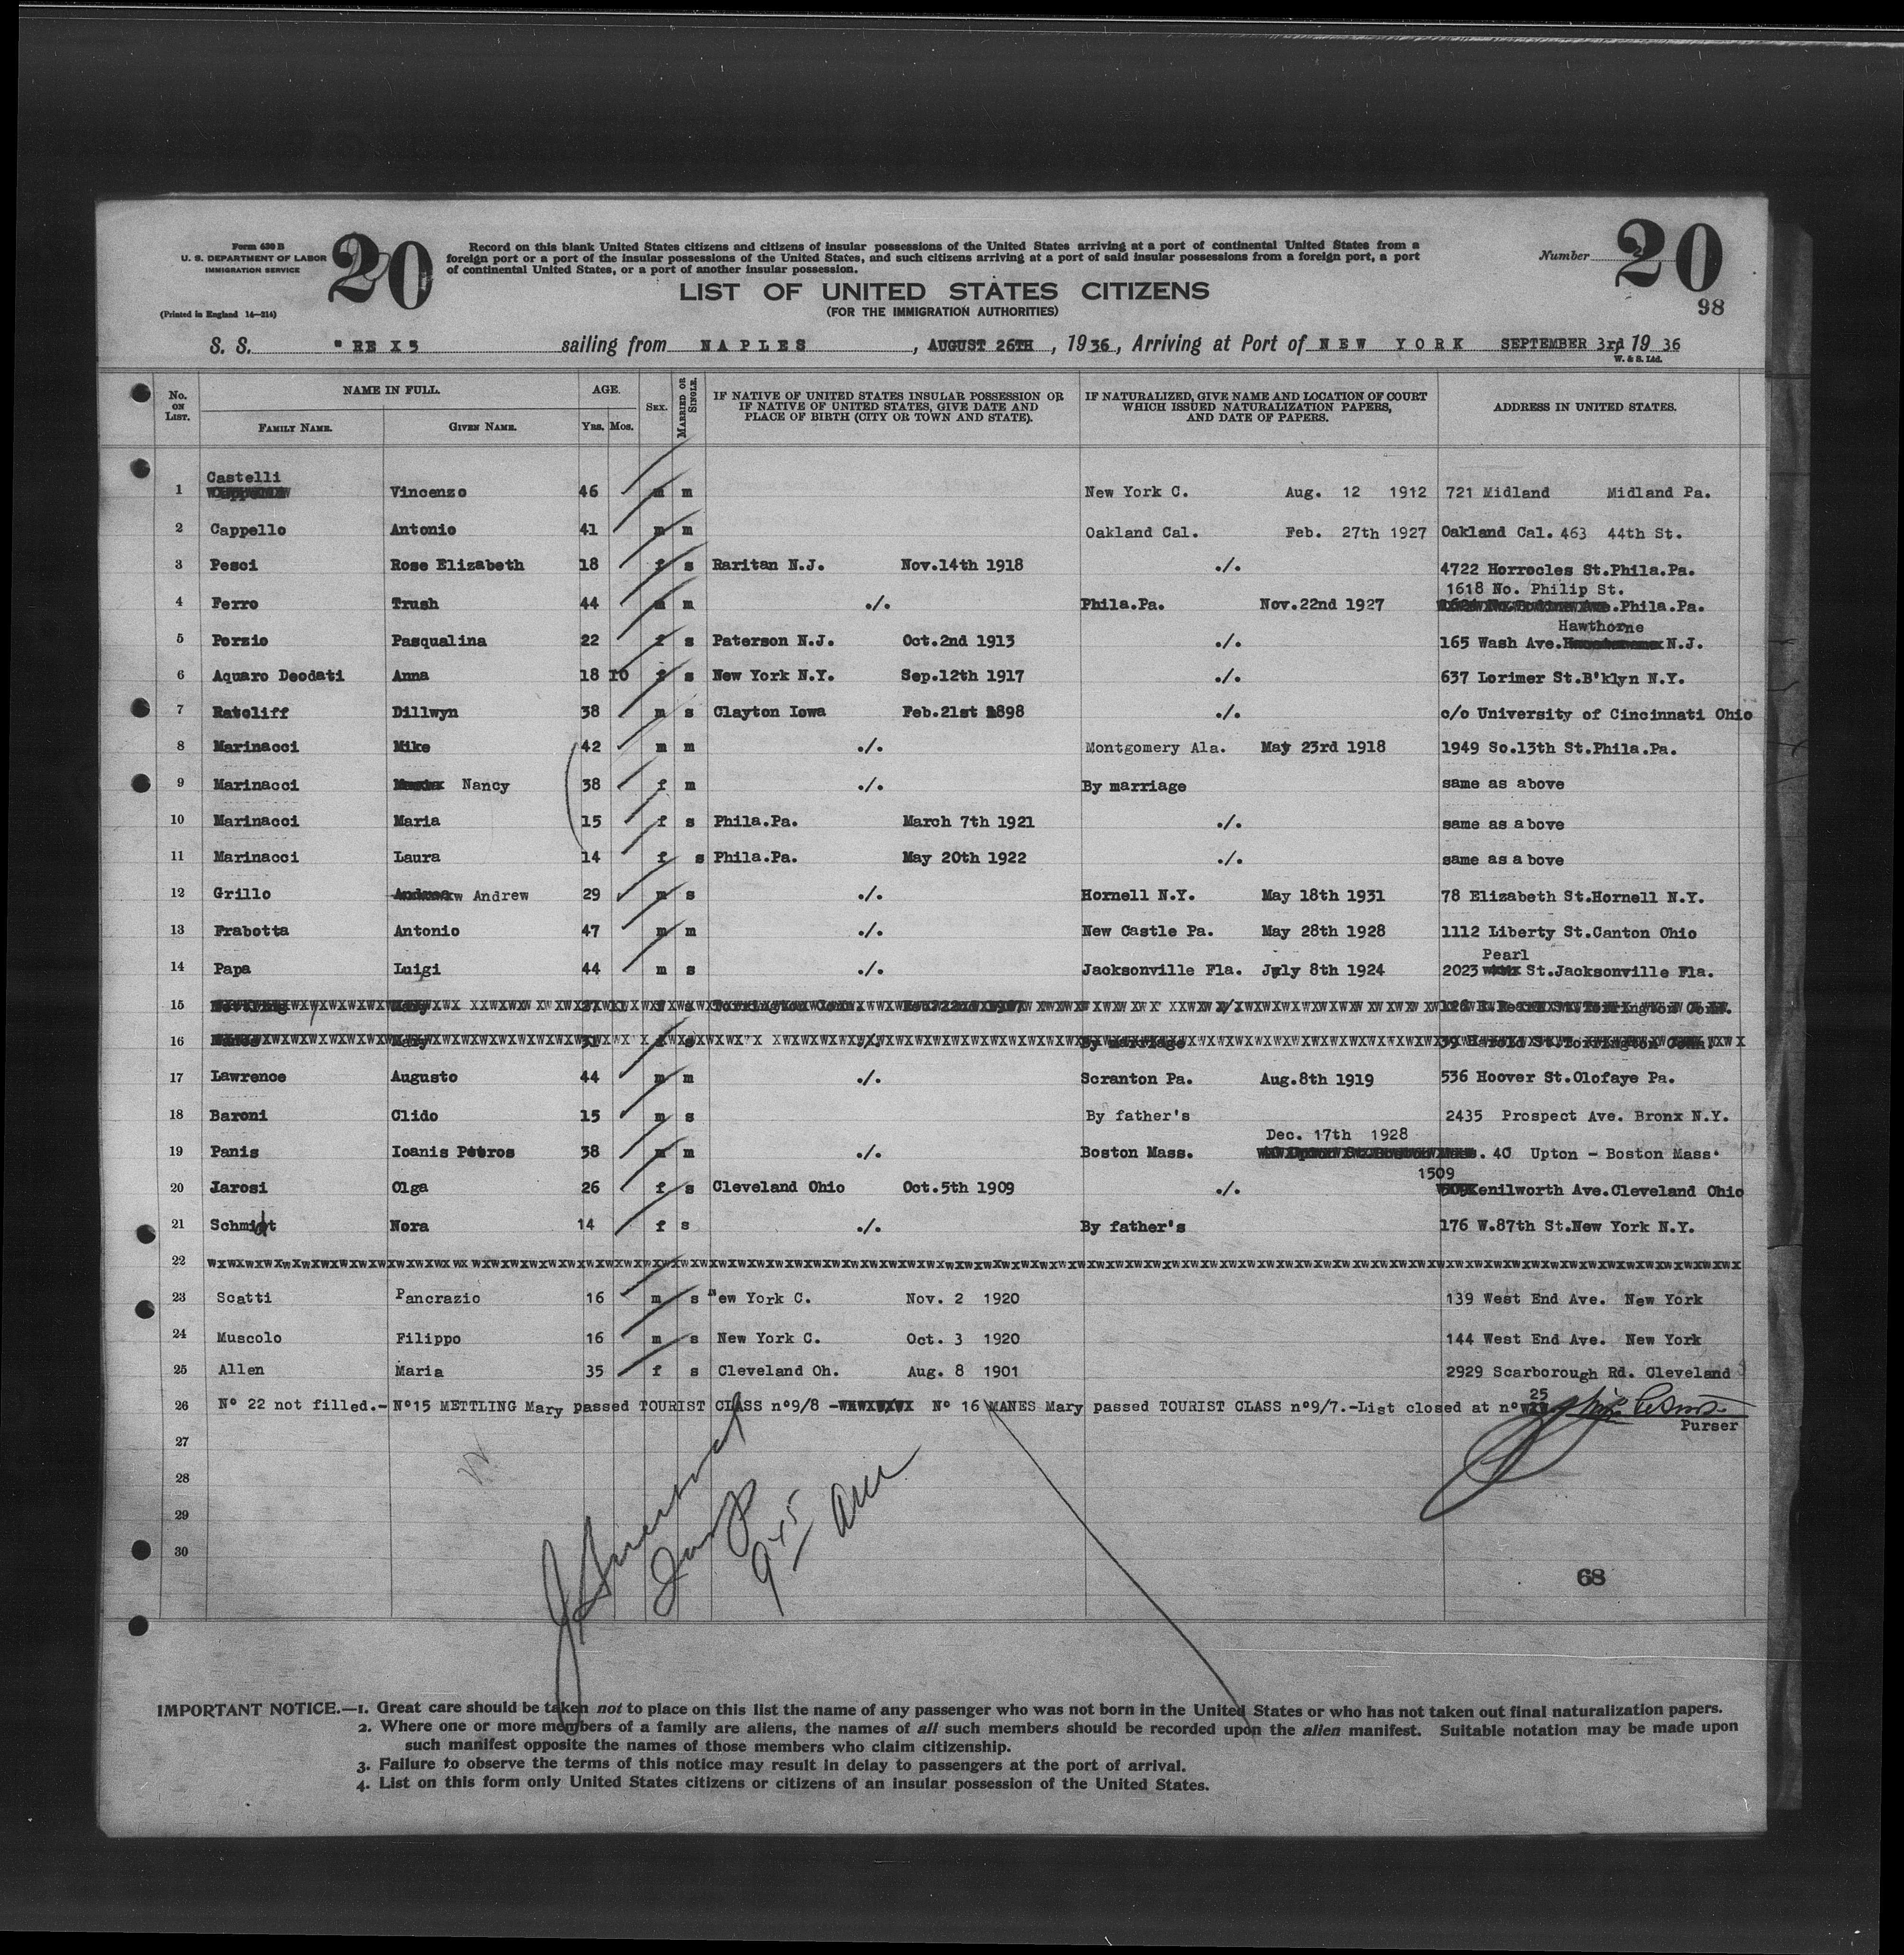 Form 630 B
U. S. DEPARTMENT OF LABOR
IMMIGRATION SERVICE
(Printed in England 14—214)
20
Record on this blank United States citizens and citizens of insular possessions of the United States arriving at a port of continental United States from a
foreign port or a port of the insular possessions of the United States, and such citizens arriving at a port of said insular possessions from a foreign port, a port
of continental United States, or a port of another insular possession.
Number 20
98
LIST OF UNITED STATES CITIZENS
(FOR THE IMMIGRATION AUTHORITIES)
S. S. "REX" sailing from NAPLES, AUGUST 26TH, 1936, Arriving at Port of NEW YORK SEPTEMBER 3rd, 1936
W. & S. Ltd.
No. ON LIST. NAME IN FULL. FAMILY NAME. GIVEN NAME. AGE. Yrs. Mos. SEX. MARRIED OR SINGLE. IF NATIVE OF UNITED STATES INSULAR POSSESSION OR IF NATIVE OF UNITED STATES, GIVE DATE AND PLACE OF BIRTH (CITY OR TOWN AND STATE). IF NATURALIZED, GIVE NAME AND LOCATION OF COURT WHICH ISSUED NATURALIZATION PAPERS, AND DATE OF PAPERS. ADDRESS IN UNITED STATES.
1 Castelli Vincenzo 46 m m New York C. Aug. 12 1912 721 Midland Midland Pa.
2 Cappello Antonio 41 m m Oakland Cal. Feb. 27th 1927 Oakland Cal. 463 44th St.
3 Pesci Rose Elizabeth 18 f s Raritan N.J. Nov.14th 1918 ./. 4722 Horrocles St.Phila.Pa.
4 Ferro Trush 44 m m ./. Phila.Pa. Nov.22nd 1927 1618 No. Philip St. .Phila.Pa.
5 Porzio Pasqualina 22 f s Paterson N.J. Oct.2nd 1913 ./. 165 Wash Ave. Hawthorne N.J.
6 Aquaro Deodati Anna 18 10 f s New York N.Y. Sep.12th 1917 ./. 637 Lorimer St.B'klyn N.Y.
7 Ratcliff Dillwyn 38 m s Clayton Iowa Feb.21st 1898 ./. c/o University of Cincinnati Ohio
8 Marinacci Mike 42 m m ./. Montgomery Ala. May 23rd 1918 1949 So.13th St.Phila.Pa.
9 Marinacci Nancy 38 f m ./. By marriage same as above
10 Marinacci Maria 15 f s Phila.Pa. March 7th 1921 ./. same as above
11 Marinacci Laura 14 f s Phila.Pa. May 20th 1922 ./. same as above
12 Grillo Andrew 29 m s ./. Hornell N.Y. May 18th 1931 78 Elizabeth St.Hornell N.Y.
13 Frabotta Antonio 47 m m ./. New Castle Pa. May 28th 1928 1112 Liberty St.Canton Ohio
14 Papa Luigi 44 m s ./. Jacksonville Fla. July 8th 1924 2023 Pearl St.Jacksonville Fla.
15
16
17 Lawrence Augusto 44 m m ./. Scranton Pa. Aug.8th 1919 536 Hoover St.Olofaye Pa.
18 Baroni Clido 15 m s By father's 2435 Prospect Ave. Bronx N.Y.
19 Panis Ioanis Petros 38 m m ./. Boston Mass. Dec. 17th 1928 40 Upton - Boston Mass.
20 Jarosi Olga 26 f s Cleveland Ohio Oct.5th 1909 ./. 1509 Kenilworth Ave.Cleveland Ohio
21 Schmidt Nora 14 f s ./. By father's 176 W.87th St.New York N.Y.
22
23 Scatti Pancrazio 16 m s New York C. Nov. 2 1920 139 West End Ave. New York
24 Muscolo Filippo 16 m s New York C. Oct. 3 1920 144 West End Ave. New York
25 Allen Maria 35 f s Cleveland Oh. Aug. 8 1901 2929 Scarborough Rd. Cleveland
26 No 22 not filled.- No15 METTLING Mary passed TOURIST CLASS no9/8 - No 16 MANES Mary passed TOURIST CLASS no9/7.-List closed at no 25
Purser
27
28
29
30
945 am
68
IMPORTANT NOTICE.—1. Great care should be taken not to place on this list the name of any passenger who was not born in the United States or who has not taken out final naturalization papers.
2. Where one or more members of a family are aliens, the names of all such members should be recorded upon the alien manifest. Suitable notation may be made upon
such manifest opposite the names of those members who claim citizenship.
3. Failure to observe the terms of this notice may result in delay to passengers at the port of arrival.
4. List on this form only United States citizens or citizens of an insular possession of the United States.